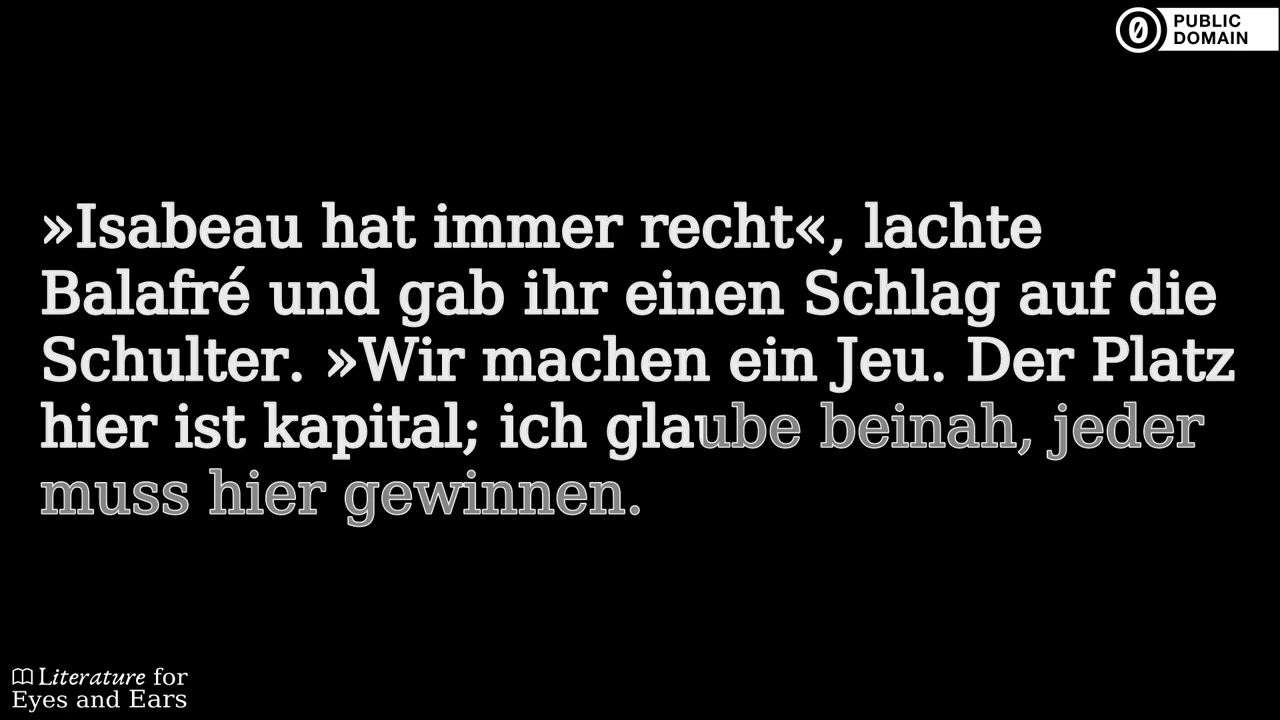 PUBLIC
DOMAIN
»Isabeau hat immer recht«, lachte
Balafré und gab ihr einen Schlag auf die
Schulter. »Wir machen ein Jeu. Der Platz
hier ist kapital; ich glaube beinah, jeder
muss hier gewinnen.
Literature for
Eyes and Ears